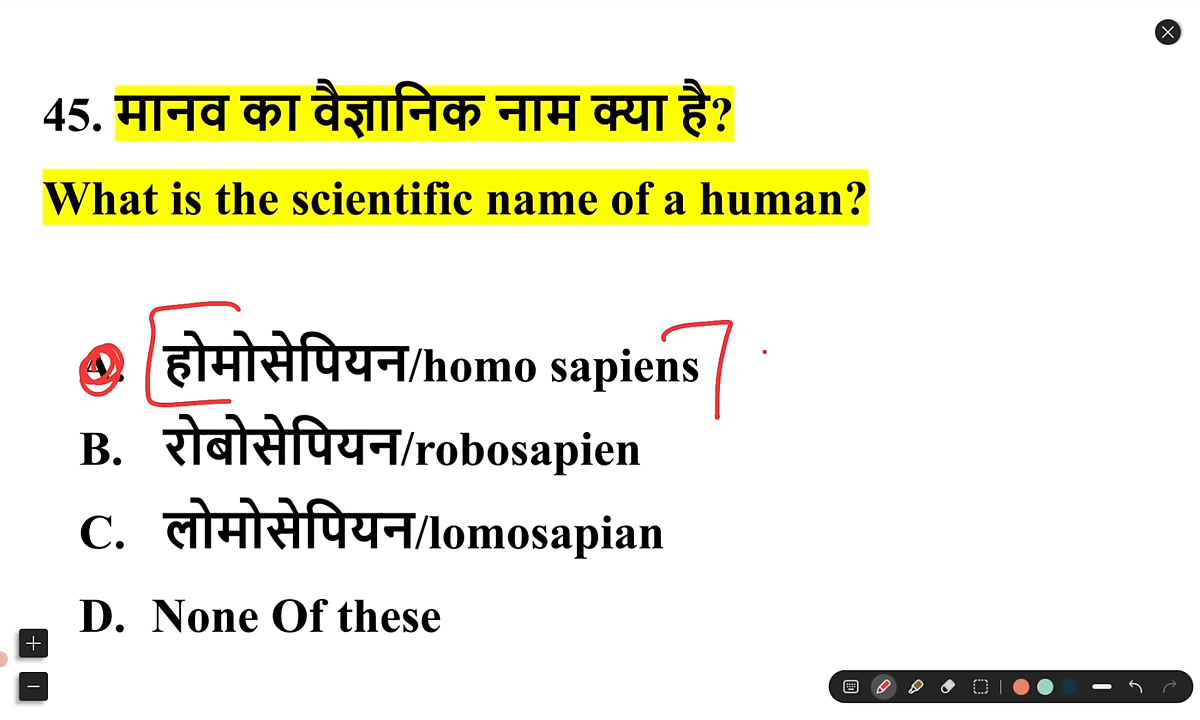 45. मानव का वैज्ञानिक नाम क्या है?
What is the scientific name of a human?
A. होमोसेपियन/homo sapiens
B. रोबोसेपियन/robosapien
C. लोमोसेपियन/lomosapian
D. None Of these